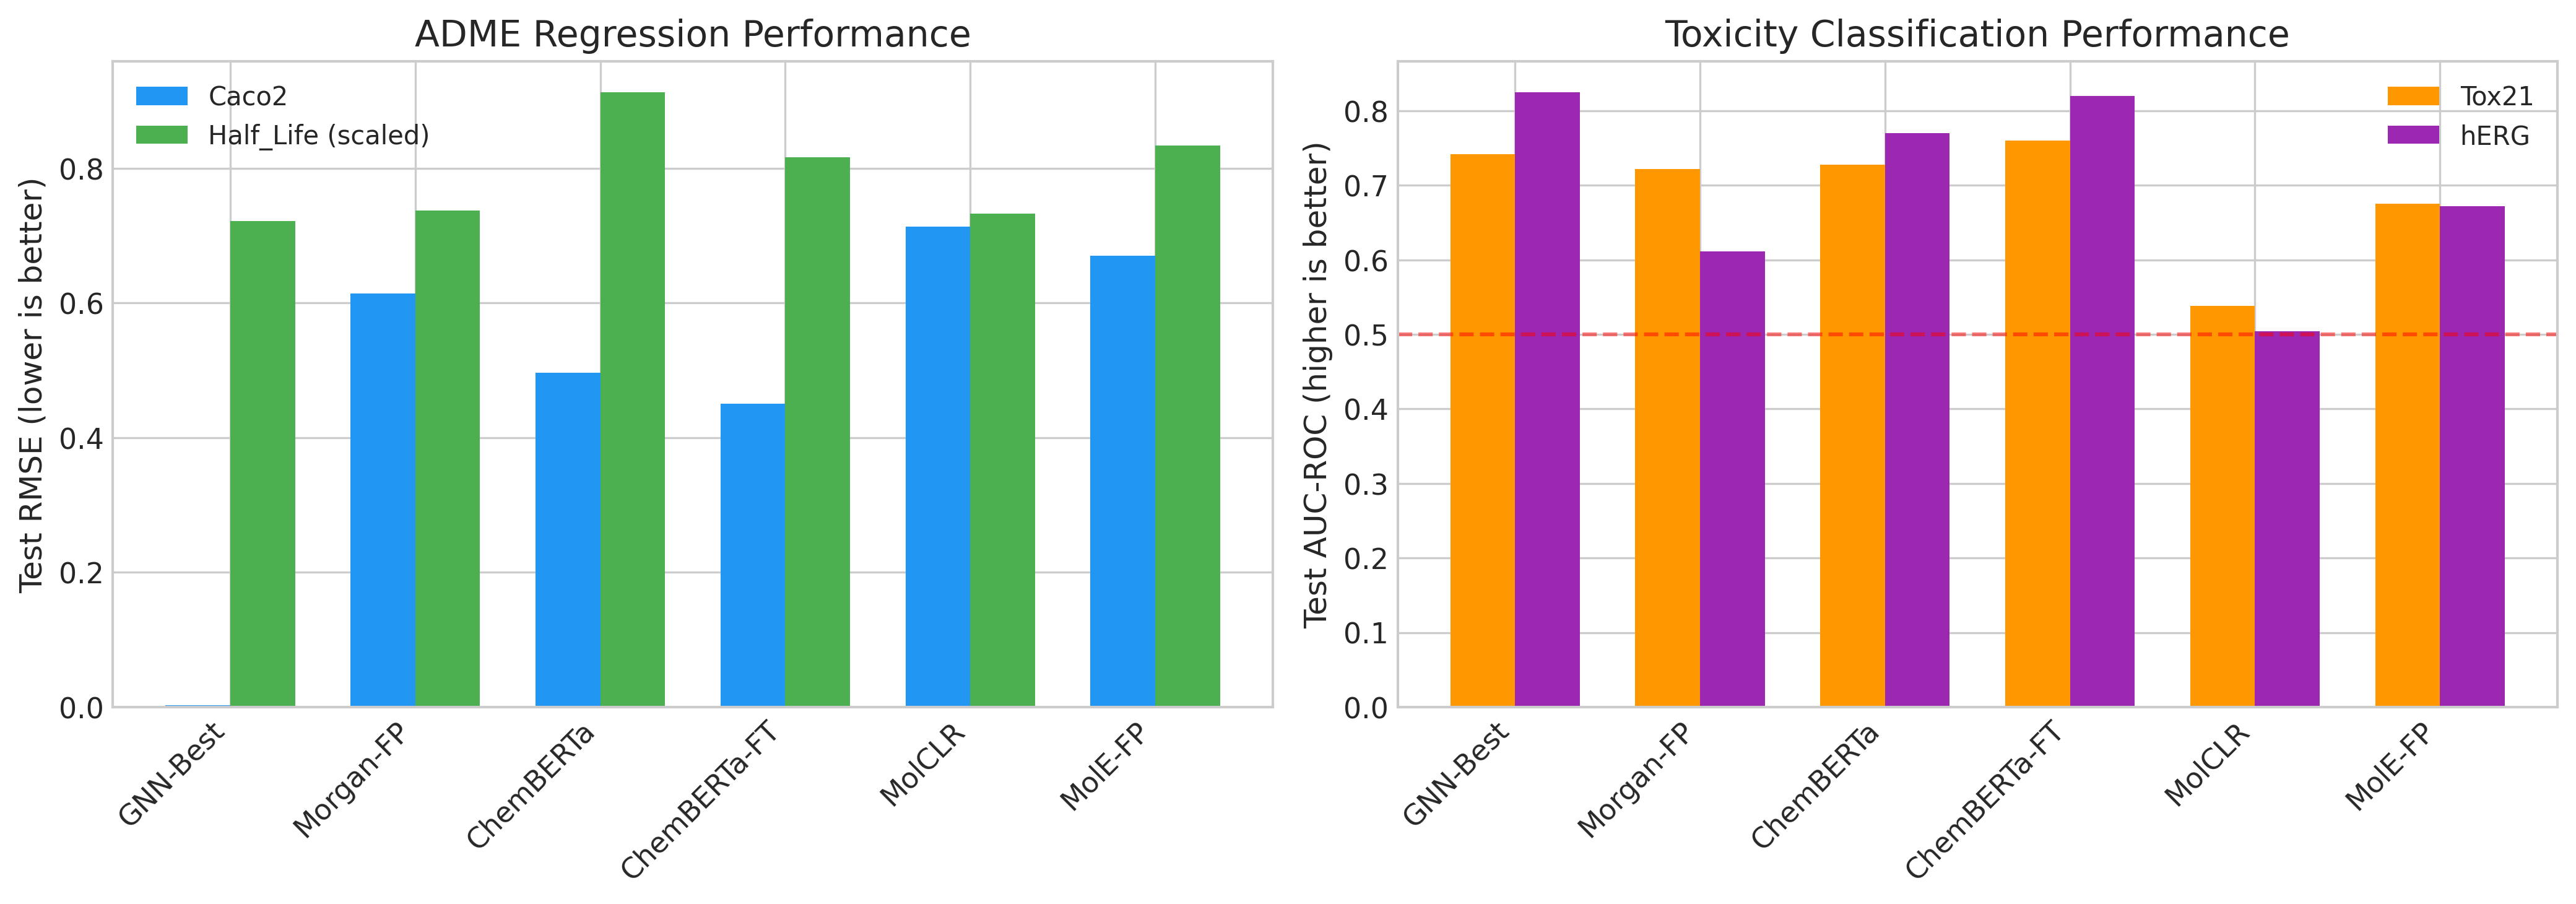 ADME Regression Performance
Test RMSE (lower is better)
0.8
0.6
0.4
0.2
0.0
Caco2
Half_Life (scaled)
GNN-Best
Morgan-FP
ChemBERTa
ChemBERTa-FT
MolCLR
MolE-FP
Toxicity Classification Performance
Test AUC-ROC (higher is better)
0.8
0.7
0.6
0.5
0.4
0.3
0.2
0.1
0.0
Tox21
hERG
GNN-Best
Morgan-FP
ChemBERTa
ChemBERTa-FT
MolCLR
MolE-FP